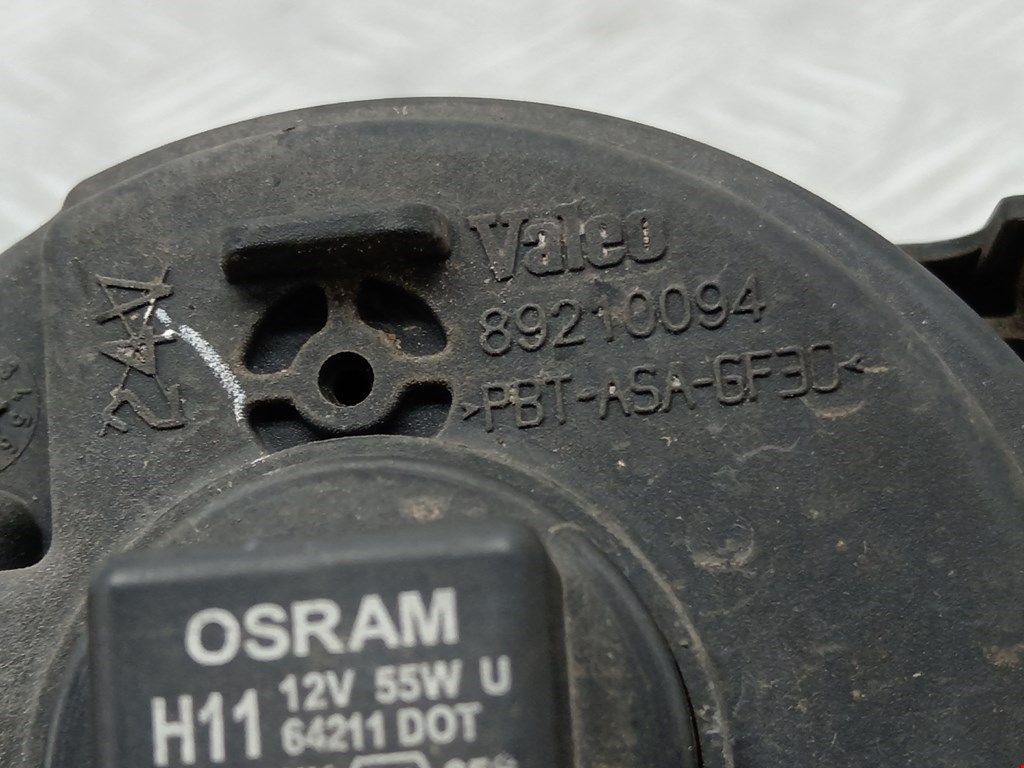 Valeo
89210094
>PBT-ASA-GF30<
OSRAM
12V 55W U
H11
64211 DOT